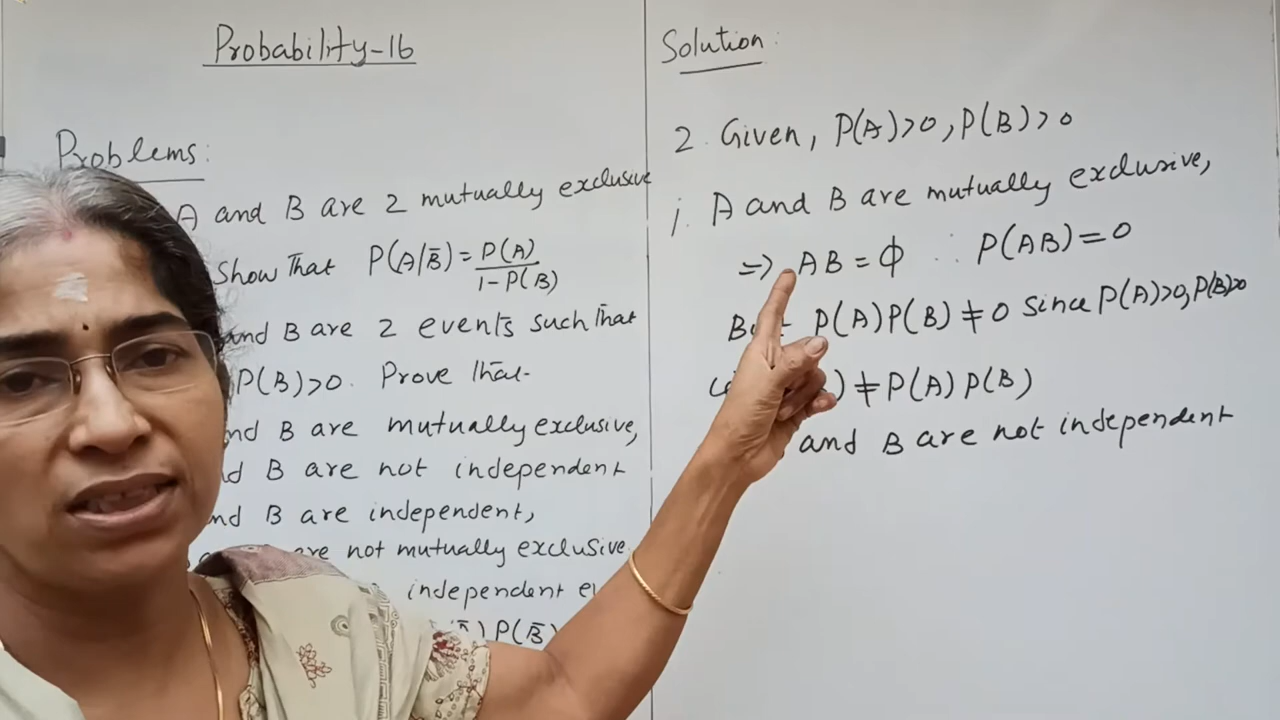 Probability-16
Problems:
A and B are 2 mutually exclusive
Show That P(A/B̄) = P(A)/1-P(B)
and B are 2 events such that
P(B)>0. Prove that
nd B are mutually exclusive,
d B are not independent
nd B are independent,
are not mutually exclusive
independent
) P(B̄)
Solution:
2. Given, P(A)>0, P(B)>0
1. A and B are mutually exclusive,
=> AB = ϕ ∴ P(AB) = 0
But P(A)P(B) ≠ 0 since P(A)>0, P(B)>0
) ≠ P(A) P(B)
and B are not independent